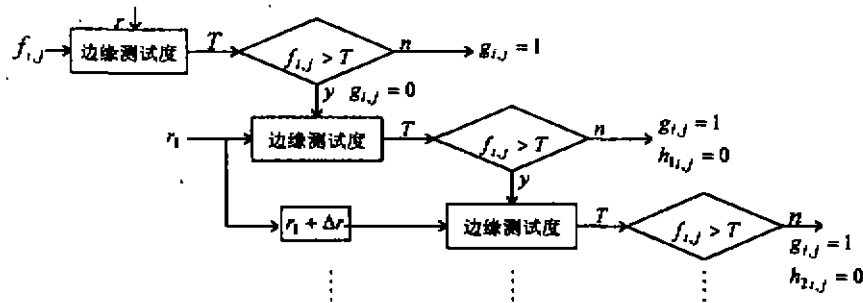 r
f_{i,j} 边缘测试度 T f_{i,j} > T n g_{i,j} = 1
y g_{i,j} = 0
r_1 边缘测试度 T f_{i,j} > T n g_{i,j} = 1
h_{1i,j} = 0
y
r_1 + Δr 边缘测试度 T f_{i,j} > T n
g_{i,j} = 1
h_{2i,j} = 0